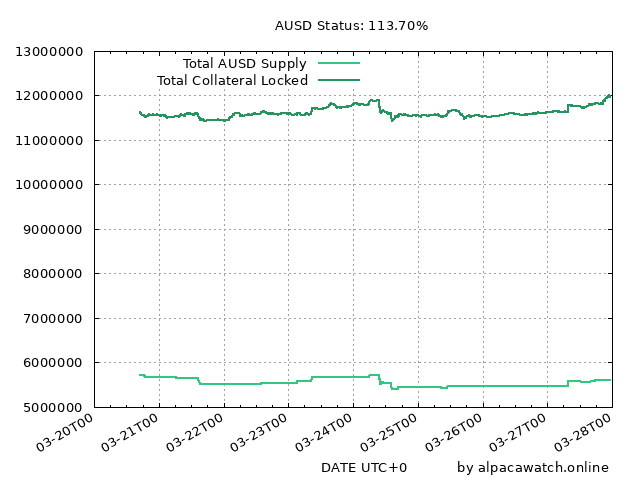 AUSD Status: 113.70%
13000000
12000000
11000000
10000000
9000000
8000000
7000000
6000000
5000000
Total AUSD Supply
Total Collateral Locked
03-20T00
03-21T00
03-22T00
03-23T00
03-24T00
03-25T00
03-26T00
03-27T00
03-28T00
DATE UTC+0
by alpacawatch.online